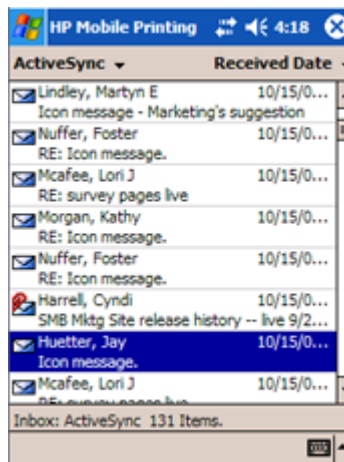 HP Mobile Printing 4:18
ActiveSync Received Date
Lindley, Martyn E 10/15/0...
Icon message - Marketing's suggestion
Nuffer, Foster 10/15/0...
RE: Icon message.
Mcafee, Lori J 10/15/0...
RE: survey pages live
Morgan, Kathy 10/15/0...
RE: Icon message.
Nuffer, Foster 10/15/0...
RE: Icon message.
Harrell, Cyndi 10/15/0...
SMB Mktg Site release history -- live 9/2...
Huetter, Jay 10/15/0...
Icon message.
Mcafee, Lori J 10/15/0...
RE: survey pages live
Inbox: ActiveSync 131 Items.